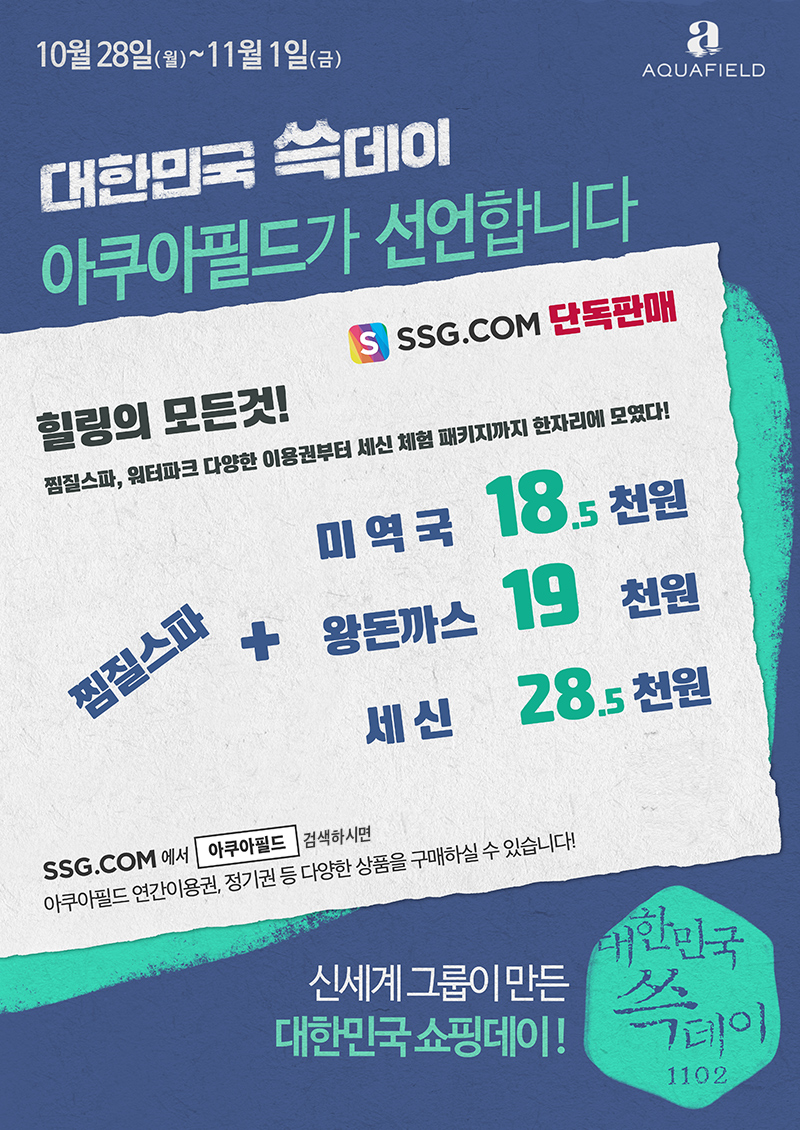 10월 28일(월)~11월 1일(금)
a
AQUAFIELD
대한민국 쓱데이
아쿠아필드가 선언합니다
S SSG.COM 단독판매
힐링의 모든것!
찜질스파, 워터파크 다양한 이용권부터 세신 체험 패키지까지 한자리에 모였다!
찜질스파 +
미역국 18.5 천원
왕돈까스 19 천원
세신 28.5 천원
SSG.COM 에서 아쿠아필드 검색하시면
아쿠아필드 연간이용권, 정기권 등 다양한 상품을 구매하실 수 있습니다!
신세계 그룹이 만든
대한민국 쇼핑데이!
대한민국
쓱데이
1102